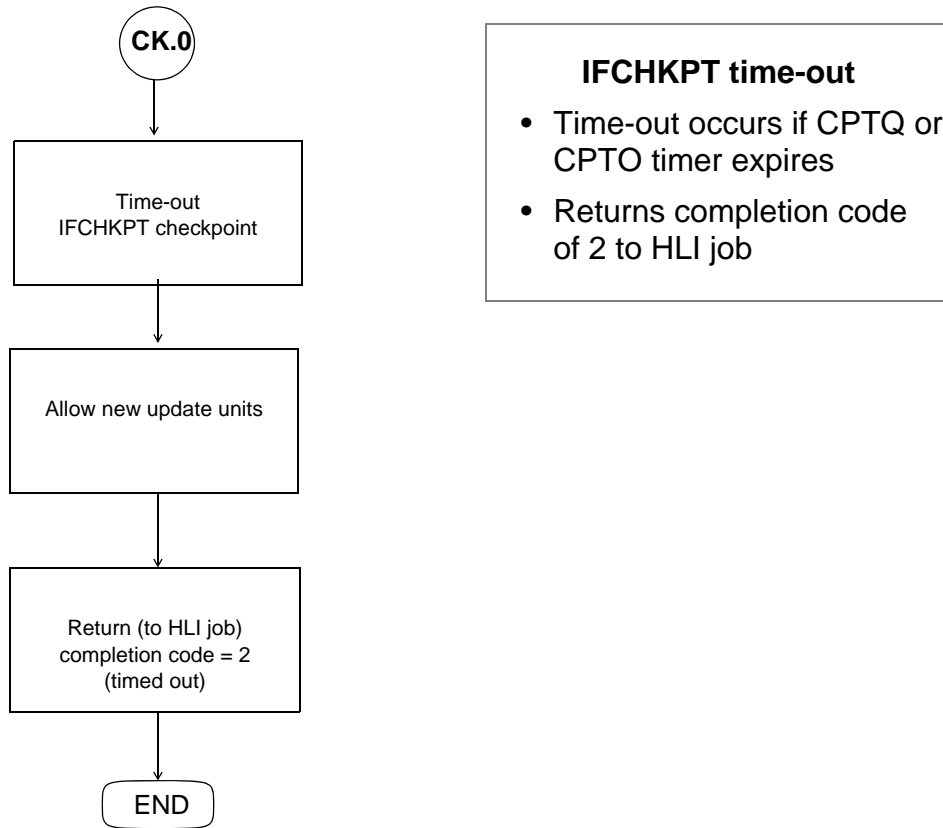 CK.0
Time-out
IFCHKPT checkpoint
Allow new update units
Return (to HLI job)
completion code = 2
(timed out)
END
IFCHKPT time-out
• Time-out occurs if CPTQ or
CPTO timer expires
• Returns completion code
of 2 to HLI job